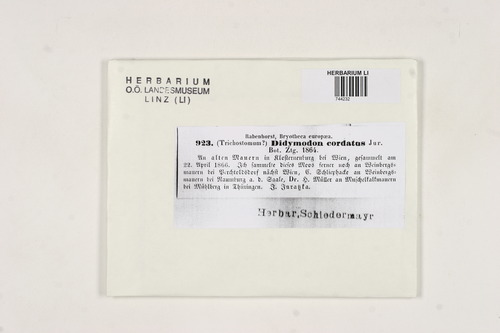 HERBARIUM
O.Ö. LANDESMUSEUM
LINZ (LI)
HERBARIUM LI
744232
Rabenhorst, Bryotheca europaea.
923. (Trichostomum?) Didymodon cordatus Jur.
Bot. Ztg. 1864.
An alten Mauern in Klosterneuburg bei Wien, gesammelt am
22. April 1866. Ich sammelte dieses Moos ferner noch an Weinbergs-
mauern bei Perchtoldsdorf nächst Wien, C. Schliephacke an Weinbergs-
mauern bei Naumburg a. d. Saale, Dr. H. Müller an Muschelkalkmauern
bei Mühlberg in Thüringen. J. Juratzka.
Herbar, Schiedermayr